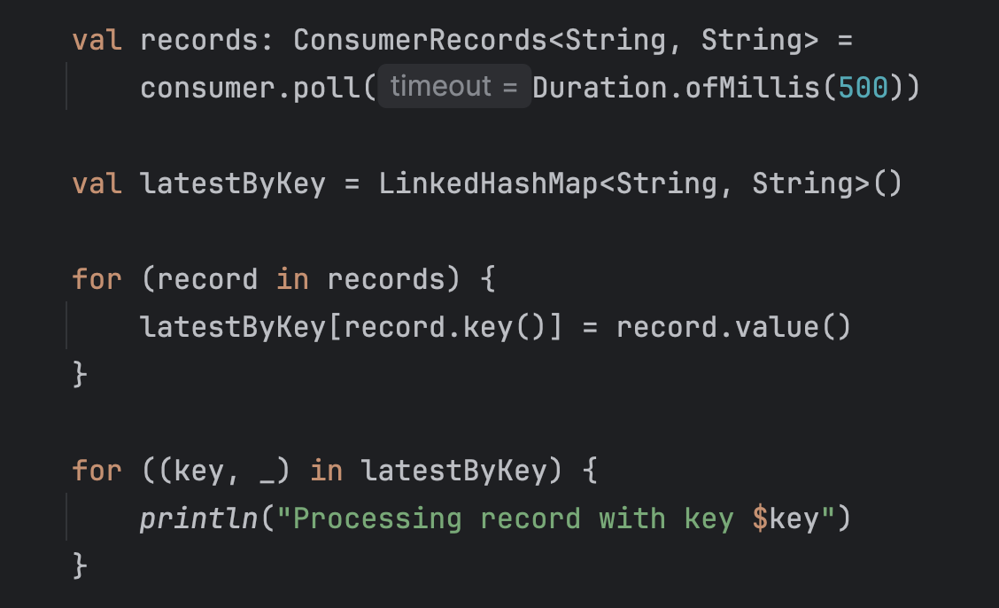 val records: ConsumerRecords<String, String> =
consumer.poll( timeout = Duration.ofMillis(500))
val latestByKey = LinkedHashMap<String, String>()
for (record in records) {
latestByKey[record.key()] = record.value()
}
for ((key, _) in latestByKey) {
println("Processing record with key $key")
}